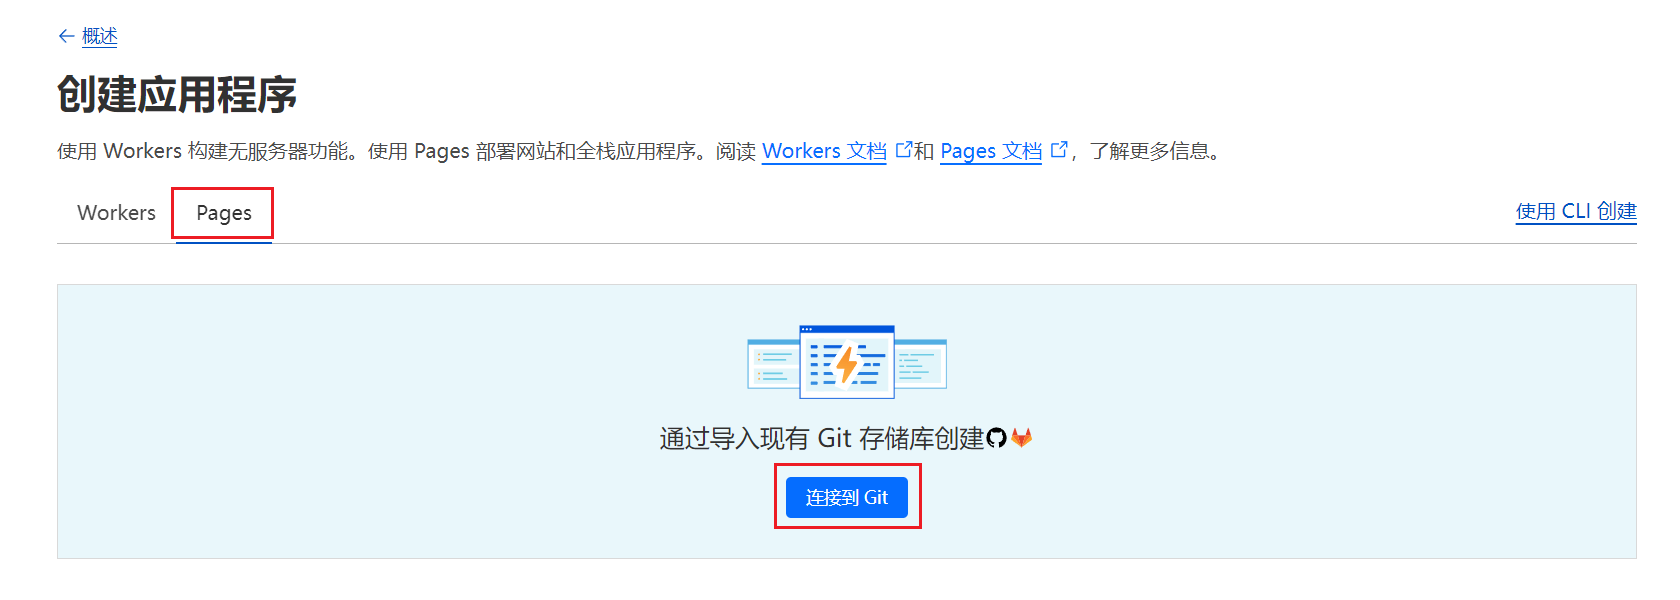 概述
创建应用程序
使用 Workers 构建无服务器功能。使用 Pages 部署网站和全栈应用程序。阅读 Workers 文档 和 Pages 文档 ，了解更多信息。
Workers Pages 使用 CLI 创建
通过导入现有 Git 存储库创建
连接到 Git